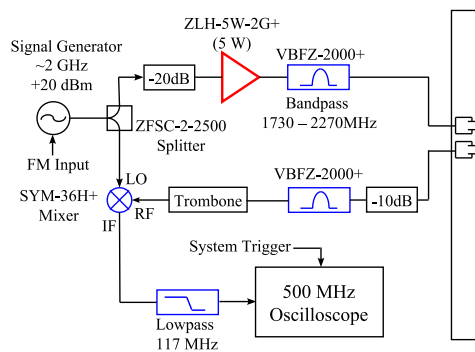 ZLH-5W-2G+
(5 W)
Signal Generator
~2 GHz
+20 dBm
-20dB
VBFZ-2000+
Bandpass
1730 – 2270MHz
ZFSC-2-2500
Splitter
FM Input
VBFZ-2000+
LO
SYM-36H+
Mixer
RF
IF
Trombone
-10dB
System Trigger
500 MHz
Oscilloscope
Lowpass
117 MHz